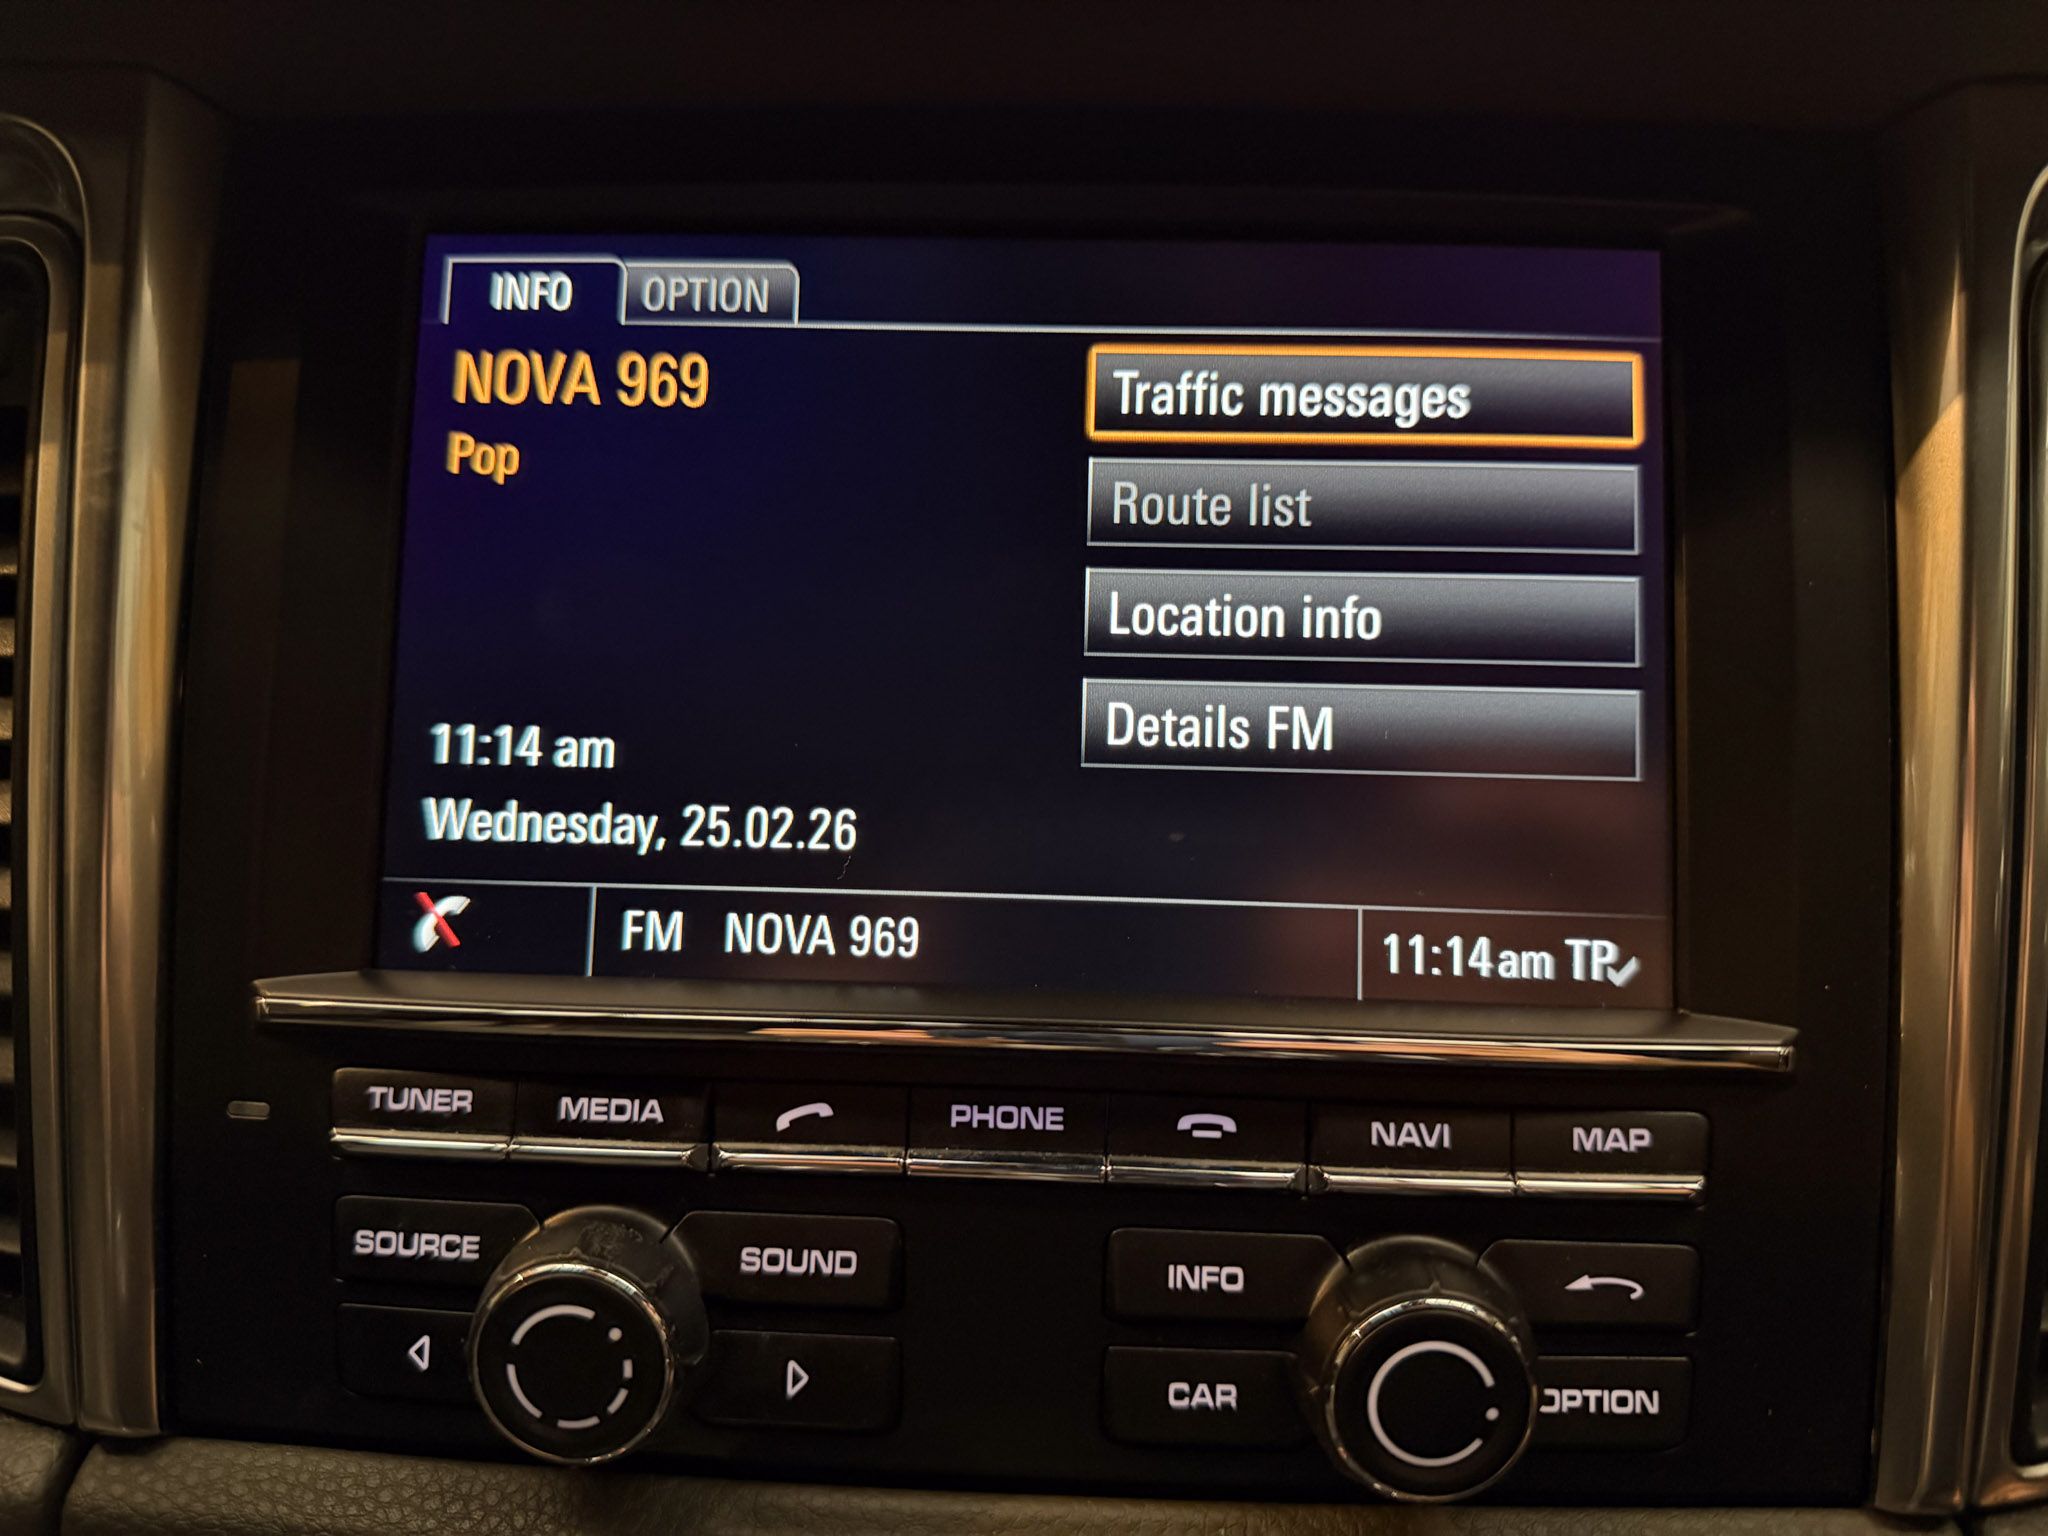 INFO OPTION
NOVA 969
Pop
Traffic messages
Route list
Location info
Details FM
11:14 am
Wednesday, 25.02.26
FM NOVA 969 11:14am TP
TUNER MEDIA PHONE NAVI MAP
SOURCE SOUND INFO
CAR OPTION